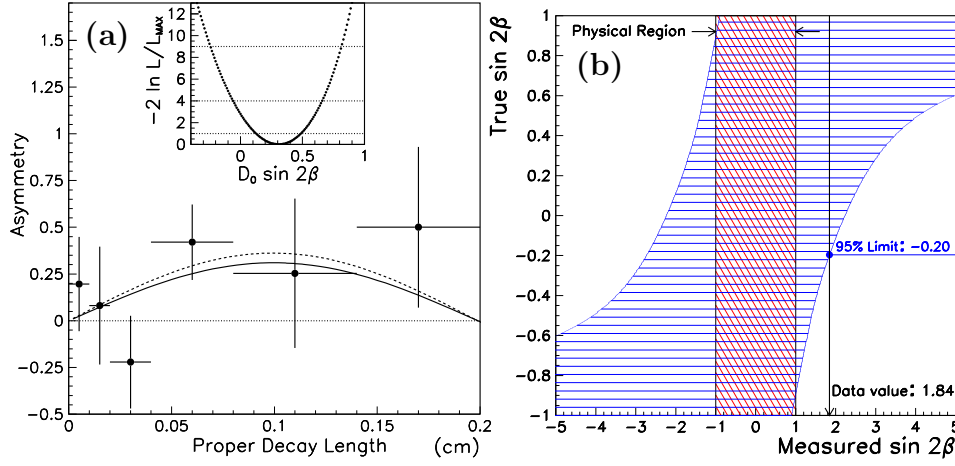 (a)
-2 ln L/LMAX
12
10
8
6
4
2
0
0
0.5
1
D₀ sin 2β
Asymmetry
1.5
1
0.75
0.5
0.25
0
-0.25
-0.5
0
0.05
0.1
0.15
0.2
Proper Decay Length (cm)
(b)
Physical Region
True sin 2β
1
0.8
0.6
0.4
0.2
0
-0.2
-0.4
-0.6
-0.8
-1
95% Limit: -0.20
Data value: 1.84
-5 -4 -3 -2 -1 0 1 2 3 4 5
Measured sin 2β